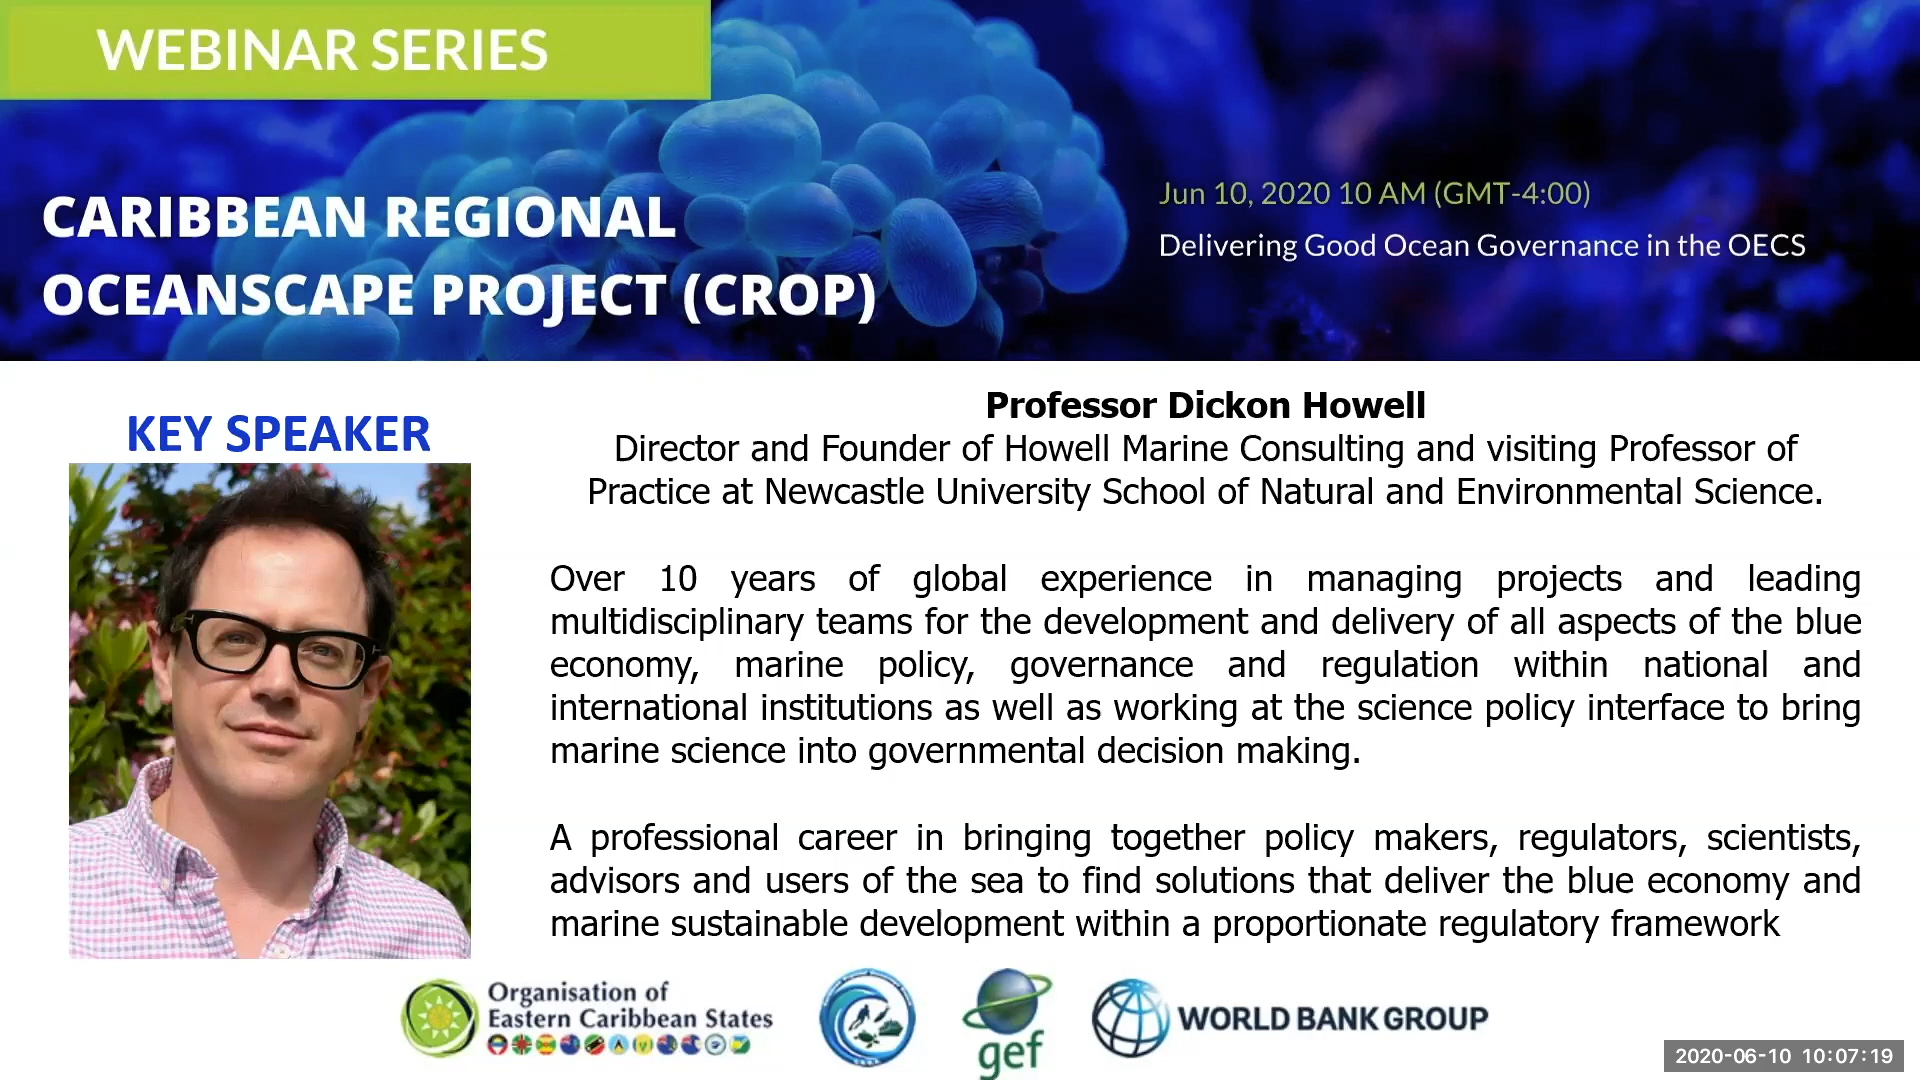 WEBINAR SERIES
CARIBBEAN REGIONAL
OCEANSCAPE PROJECT (CROP)
Jun 10, 2020 10 AM (GMT-4:00)
Delivering Good Ocean Governance in the OECS
KEY SPEAKER
Professor Dickon Howell
Director and Founder of Howell Marine Consulting and visiting Professor of
Practice at Newcastle University School of Natural and Environmental Science.
Over 10 years of global experience in managing projects and leading
multidisciplinary teams for the development and delivery of all aspects of the blue
economy, marine policy, governance and regulation within national and
international institutions as well as working at the science policy interface to bring
marine science into governmental decision making.
A professional career in bringing together policy makers, regulators, scientists,
advisors and users of the sea to find solutions that deliver the blue economy and
marine sustainable development within a proportionate regulatory framework
Organisation of
Eastern Caribbean States
gef
WORLD BANK GROUP
2020-06-10 10:07:19